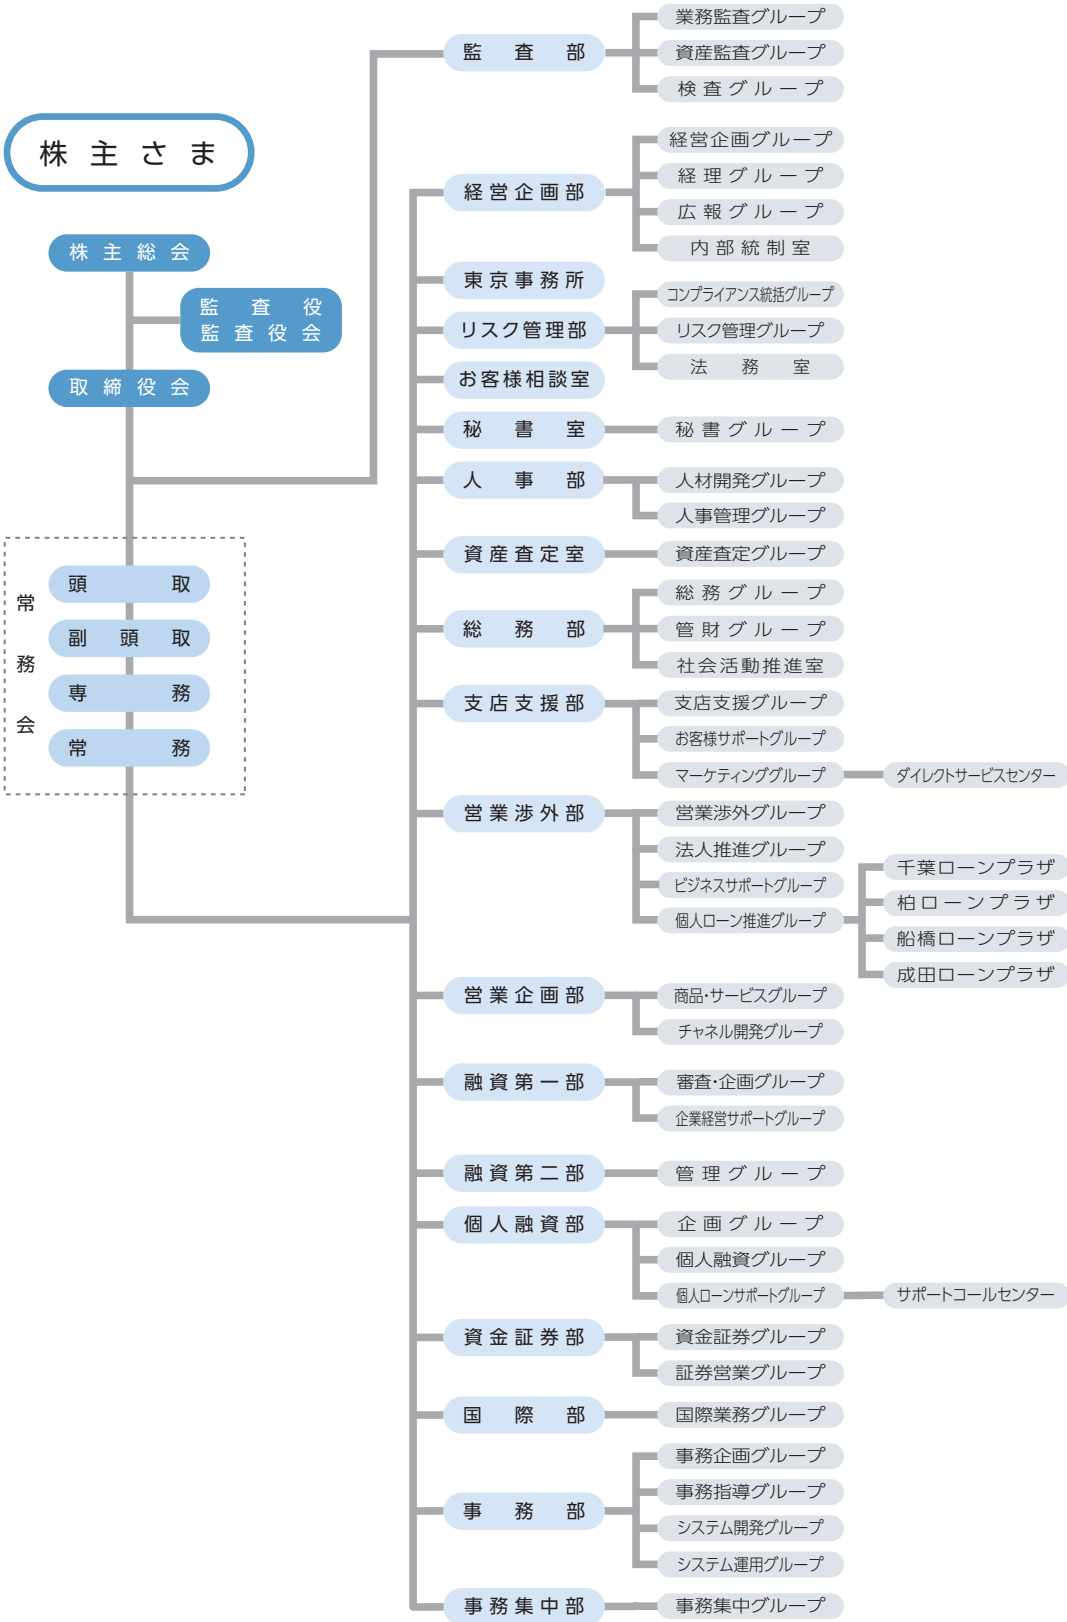 株主さま
株主総会
監査役
監査役会
取締役会
常務会
頭取
副頭取
専務
常務
監査部
業務監査グループ
資産監査グループ
検査グループ
経営企画部
経営企画グループ
経理グループ
広報グループ
内部統制室
東京事務所
リスク管理部
コンプライアンス統括グループ
リスク管理グループ
法務室
お客様相談室
秘書室
秘書グループ
人事部
人材開発グループ
人事管理グループ
資産査定室
資産査定グループ
総務部
総務グループ
管財グループ
社会活動推進室
支店支援部
支店支援グループ
お客様サポートグループ
マーケティンググループ
ダイレクトサービスセンター
営業渉外部
営業渉外グループ
法人推進グループ
ビジネスサポートグループ
個人ローン推進グループ
千葉ローンプラザ
柏ローンプラザ
船橋ローンプラザ
成田ローンプラザ
営業企画部
商品・サービスグループ
チャネル開発グループ
融資第一部
審査・企画グループ
企業経営サポートグループ
融資第二部
管理グループ
個人融資部
企画グループ
個人融資グループ
個人ローンサポートグループ
サポートコールセンター
資金証券部
資金証券グループ
証券営業グループ
国際部
国際業務グループ
事務部
事務企画グループ
事務指導グループ
システム開発グループ
システム運用グループ
事務集中部
事務集中グループ